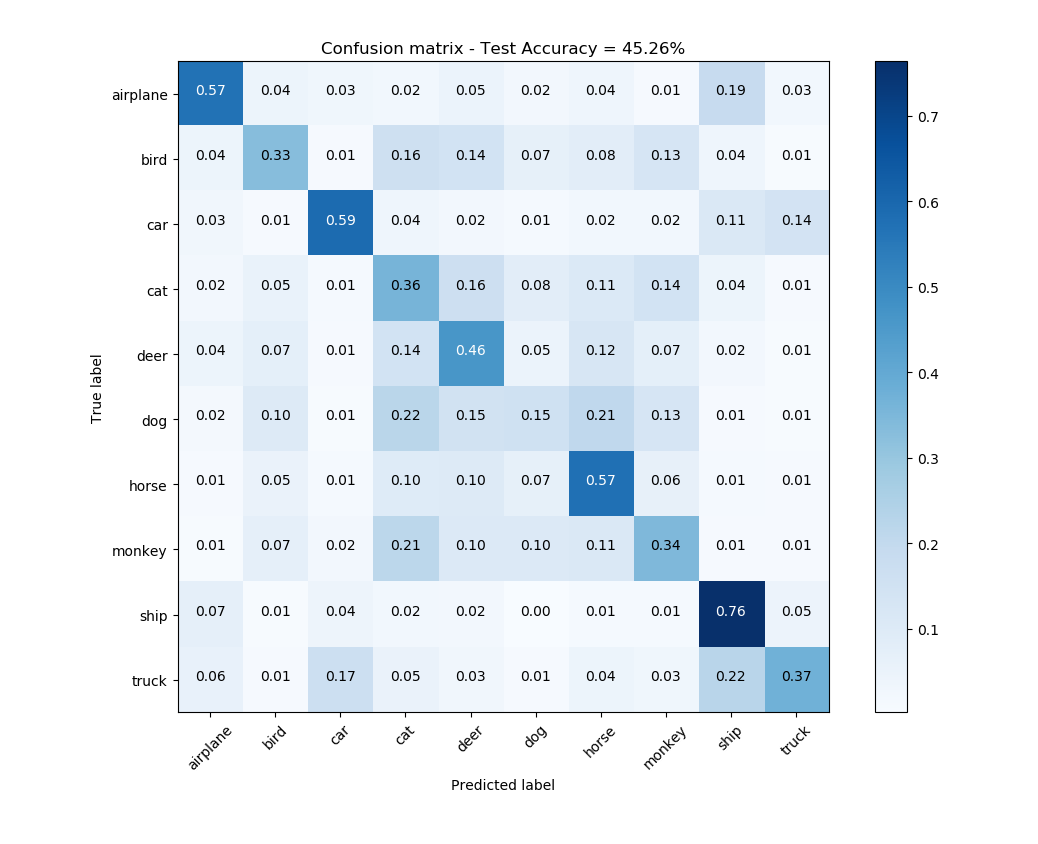 Confusion matrix - Test Accuracy = 45.26%
airplane 0.57 0.04 0.03 0.02 0.05 0.02 0.04 0.01 0.19 0.03
bird 0.04 0.33 0.01 0.16 0.14 0.07 0.08 0.13 0.04 0.01
car 0.03 0.01 0.59 0.04 0.02 0.01 0.02 0.02 0.11 0.14
cat 0.02 0.05 0.01 0.36 0.16 0.08 0.11 0.14 0.04 0.01
deer 0.04 0.07 0.01 0.14 0.46 0.05 0.12 0.07 0.02 0.01
dog 0.02 0.10 0.01 0.22 0.15 0.15 0.21 0.13 0.01 0.01
horse 0.01 0.05 0.01 0.10 0.10 0.07 0.57 0.06 0.01 0.01
monkey 0.01 0.07 0.02 0.21 0.10 0.10 0.11 0.34 0.01 0.01
ship 0.07 0.01 0.04 0.02 0.02 0.00 0.01 0.01 0.76 0.05
truck 0.06 0.01 0.17 0.05 0.03 0.01 0.04 0.03 0.22 0.37
airplane bird car cat deer dog horse monkey ship truck
True label
Predicted label
0.7
0.6
0.5
0.4
0.3
0.2
0.1